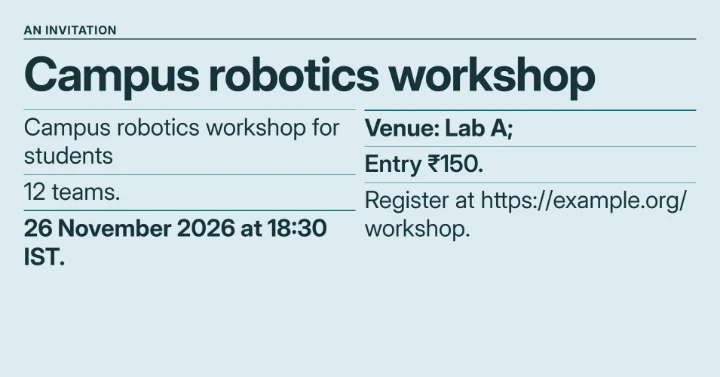 AN INVITATION
Campus robotics workshop
Campus robotics workshop for
students
12 teams.
26 November 2026 at 18:30
IST.
Venue: Lab A;
Entry ₹150.
Register at https://example.org/
workshop.